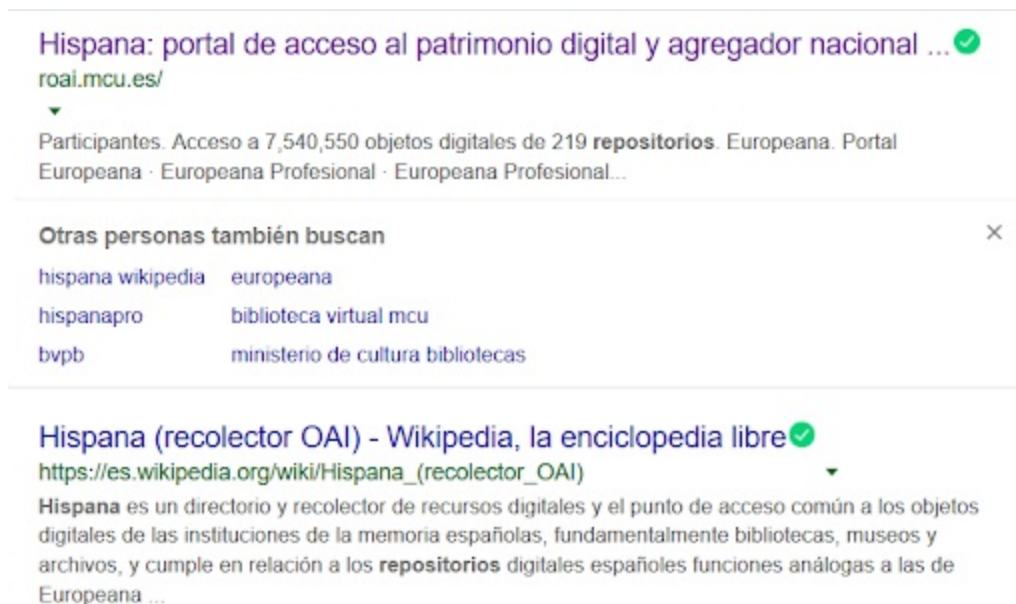 Hispana: portal de acceso al patrimonio digital y agregador nacional ...
roai.mcu.es/
Participantes. Acceso a 7,540,550 objetos digitales de 219 repositorios. Europeana. Portal
Europeana · Europeana Profesional · Europeana Profesional...
Otras personas también buscan
hispana wikipedia europeana
hispanapro biblioteca virtual mcu
bvpb ministerio de cultura bibliotecas
Hispana (recolector OAI) - Wikipedia, la enciclopedia libre
https://es.wikipedia.org/wiki/Hispana_(recolector_OAI)
Hispana es un directorio y recolector de recursos digitales y el punto de acceso común a los objetos
digitales de las instituciones de la memoria españolas, fundamentalmente bibliotecas, museos y
archivos, y cumple en relación a los repositorios digitales españoles funciones análogas a las de
Europeana ...